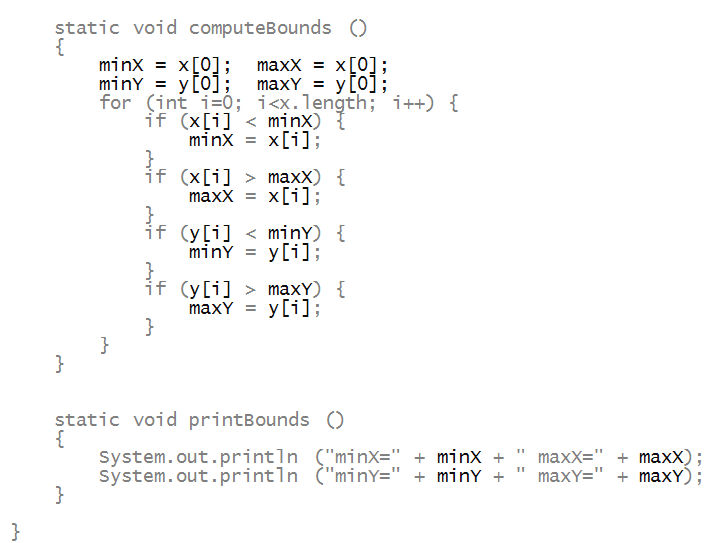 static void computeBounds ()
{
minX = x[0];  maxX = x[0];
minY = y[0];  maxY = y[0];
for (int i=0; i<x.length; i++) {
if (x[i] < minX) {
minX = x[i];
}
if (x[i] > maxX) {
maxX = x[i];
}
if (y[i] < minY) {
minY = y[i];
}
if (y[i] > maxY) {
maxY = y[i];
}
}
}
static void printBounds ()
{
System.out.println ("minX=" + minX + " maxX=" + maxX);
System.out.println ("minY=" + minY + " maxY=" + maxY);
}
}